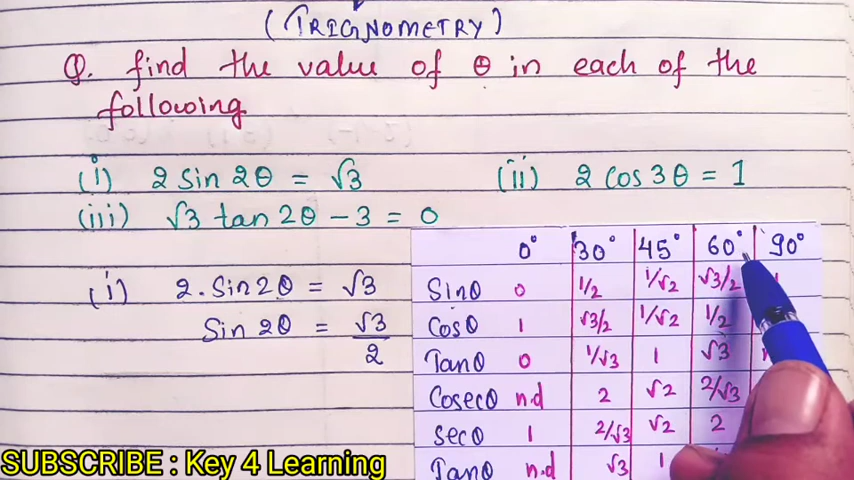 (TRIGNOMETRY)
Q. find the value of θ in each of the
following
(i) 2 sin 2θ = √3 (ii) 2 cos 3θ = 1
(iii) √3 tan 2θ - 3 = 0
0° 30° 45° 60° 90°
(i) 2. Sin 2θ = √3
Sinθ 0 1/2 1/√2 √3/2 1
Sin 2θ = √3/2
Cosθ 1 √3/2 1/√2 1/2
Tanθ 0 1/√3 1 √3
Cosecθ n.d 2 √2 2/√3
secθ 1 2/√3 √2 2
Tanθ n.d √3 1
SUBSCRIBE : Key 4 Learning